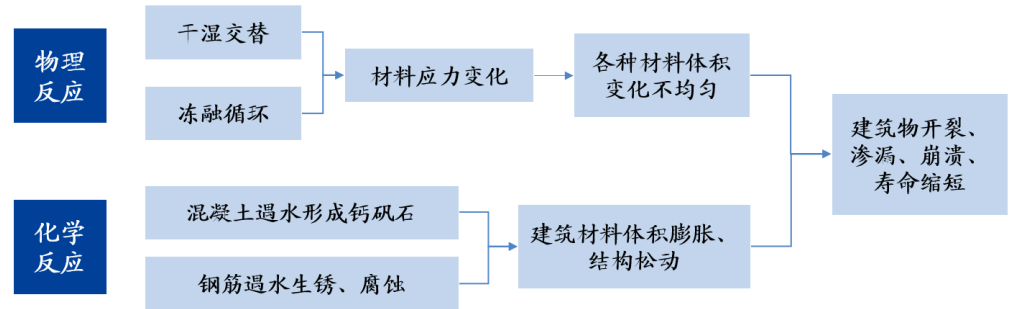 物理
反应
干湿交替
冻融循环
材料应力变化
各种材料体积
变化不均匀
建筑物开裂、
渗漏、崩溃、
寿命缩短
化学
反应
混凝土遇水形成钙矾石
钢筋遇水生锈、腐蚀
建筑材料体积膨胀、
结构松动